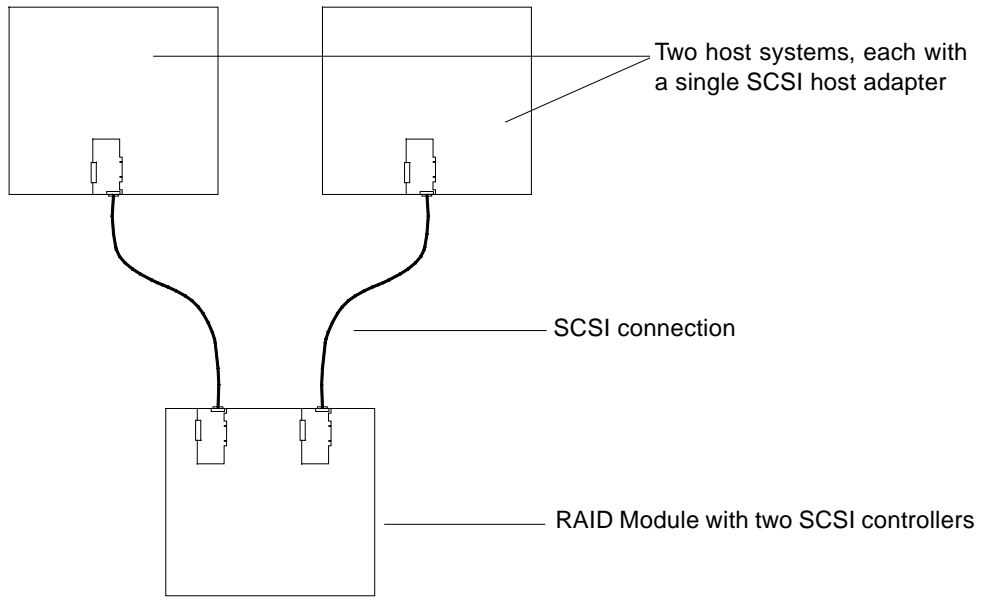 Two host systems, each with
a single SCSI host adapter
SCSI connection
RAID Module with two SCSI controllers